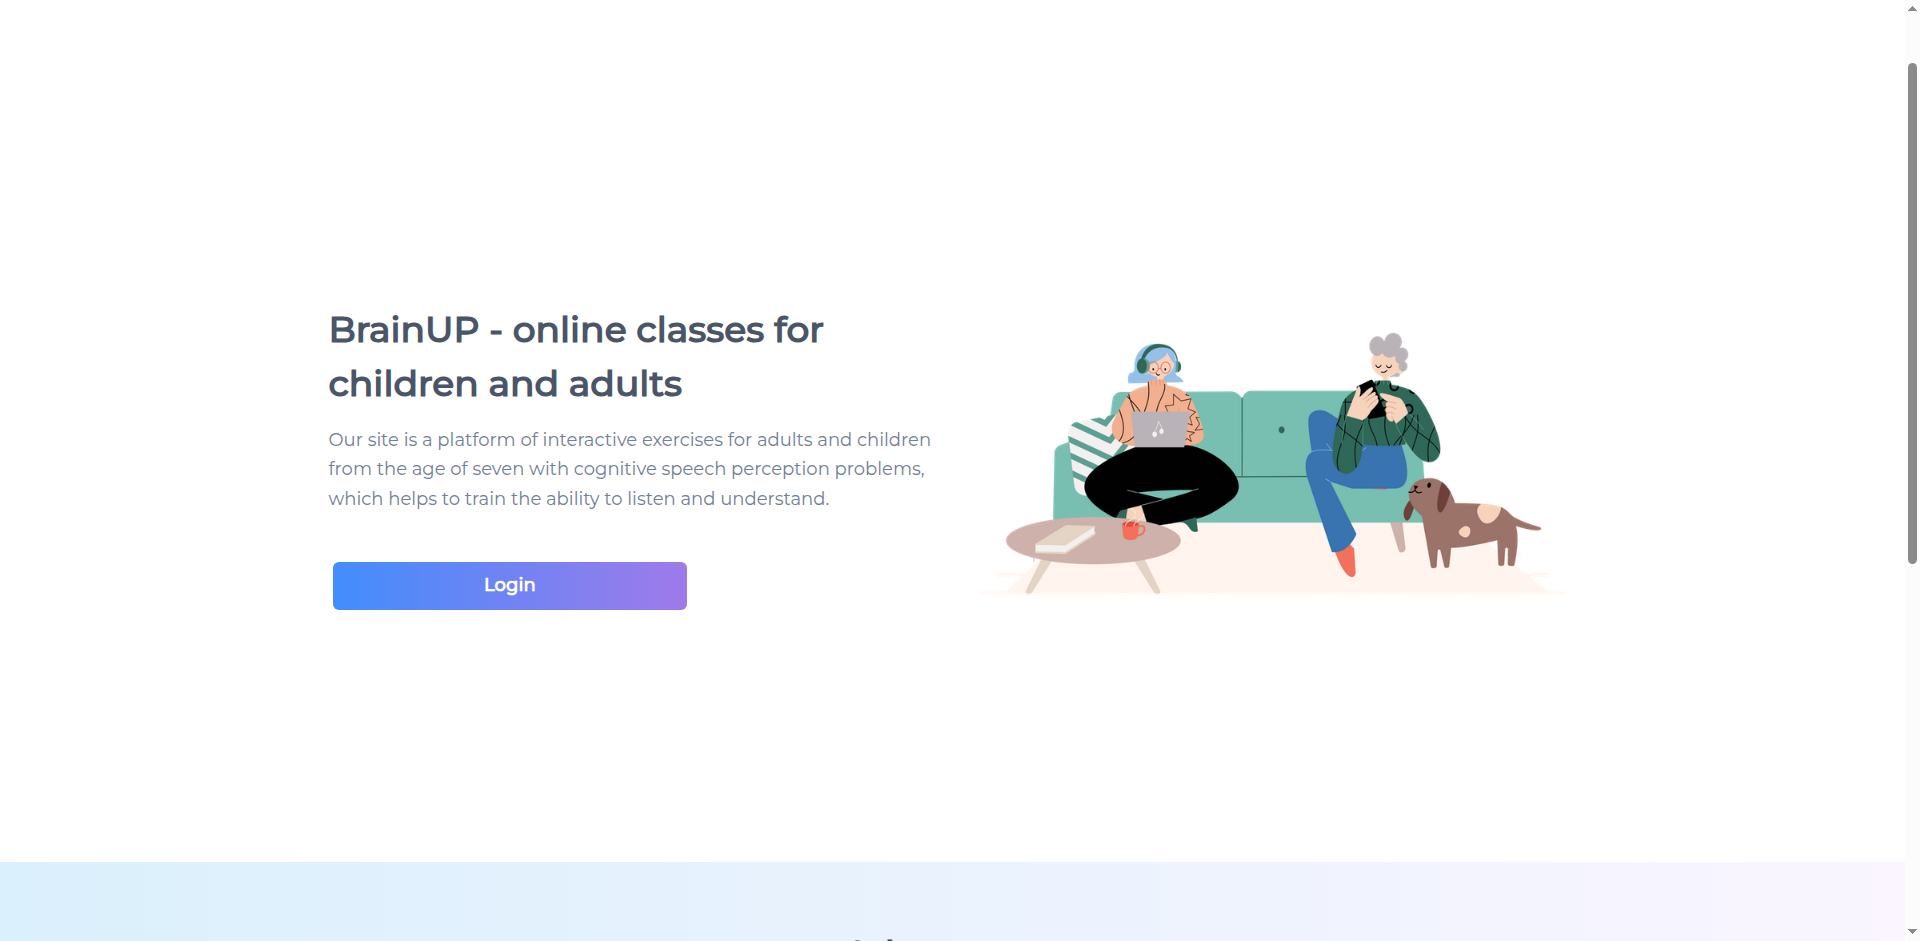 BrainUP - online classes for
children and adults
Our site is a platform of interactive exercises for adults and children
from the age of seven with cognitive speech perception problems,
which helps to train the ability to listen and understand.
Login